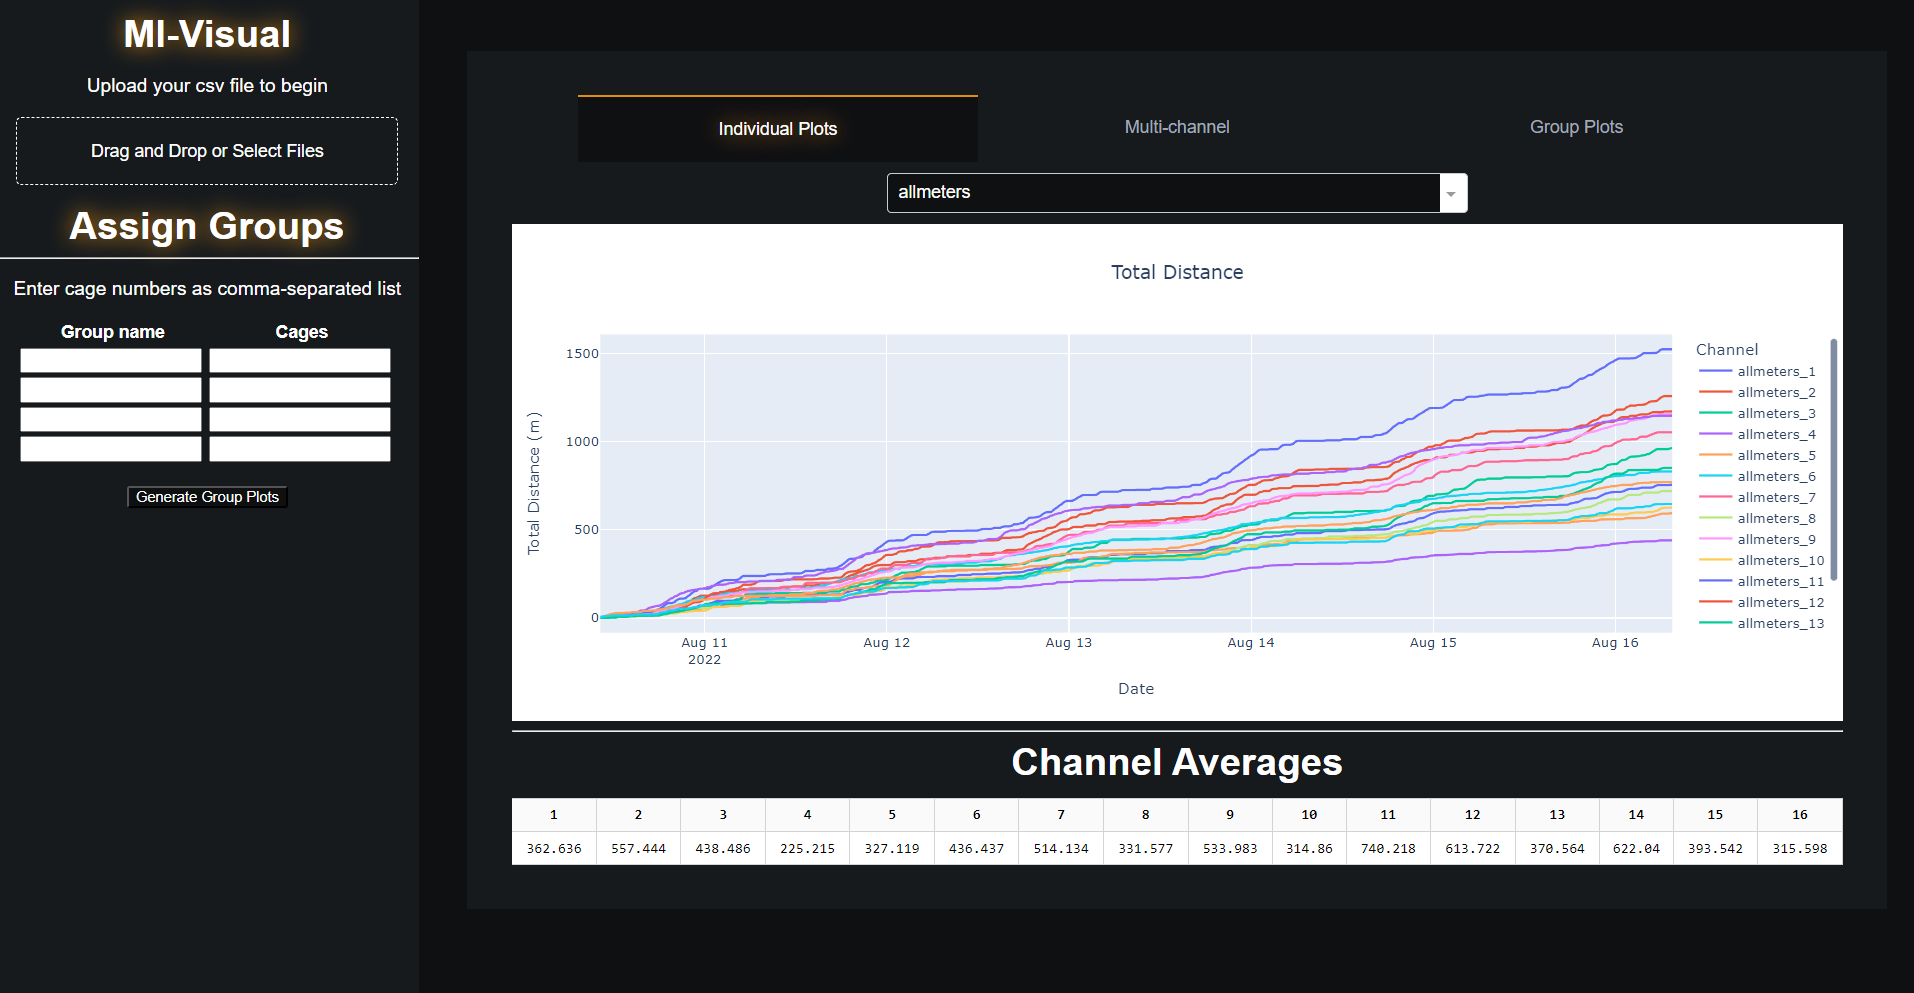 MI-Visual
Upload your csv file to begin
Drag and Drop or Select Files
Assign Groups
Enter cage numbers as comma-separated list
Group name Cages
Generate Group Plots
Individual Plots Multi-channel Group Plots
allmeters
Total Distance
Total Distance (m)
1500
1000
500
0
Aug 11 Aug 12 Aug 13 Aug 14 Aug 15 Aug 16
2022
Date
Channel
allmeters_1
allmeters_2
allmeters_3
allmeters_4
allmeters_5
allmeters_6
allmeters_7
allmeters_8
allmeters_9
allmeters_10
allmeters_11
allmeters_12
allmeters_13
Channel Averages
1 2 3 4 5 6 7 8 9 10 11 12 13 14 15 16
362.636 557.444 438.486 225.215 327.119 436.437 514.134 331.577 533.983 314.86 740.218 613.722 370.564 622.04 393.542 315.598